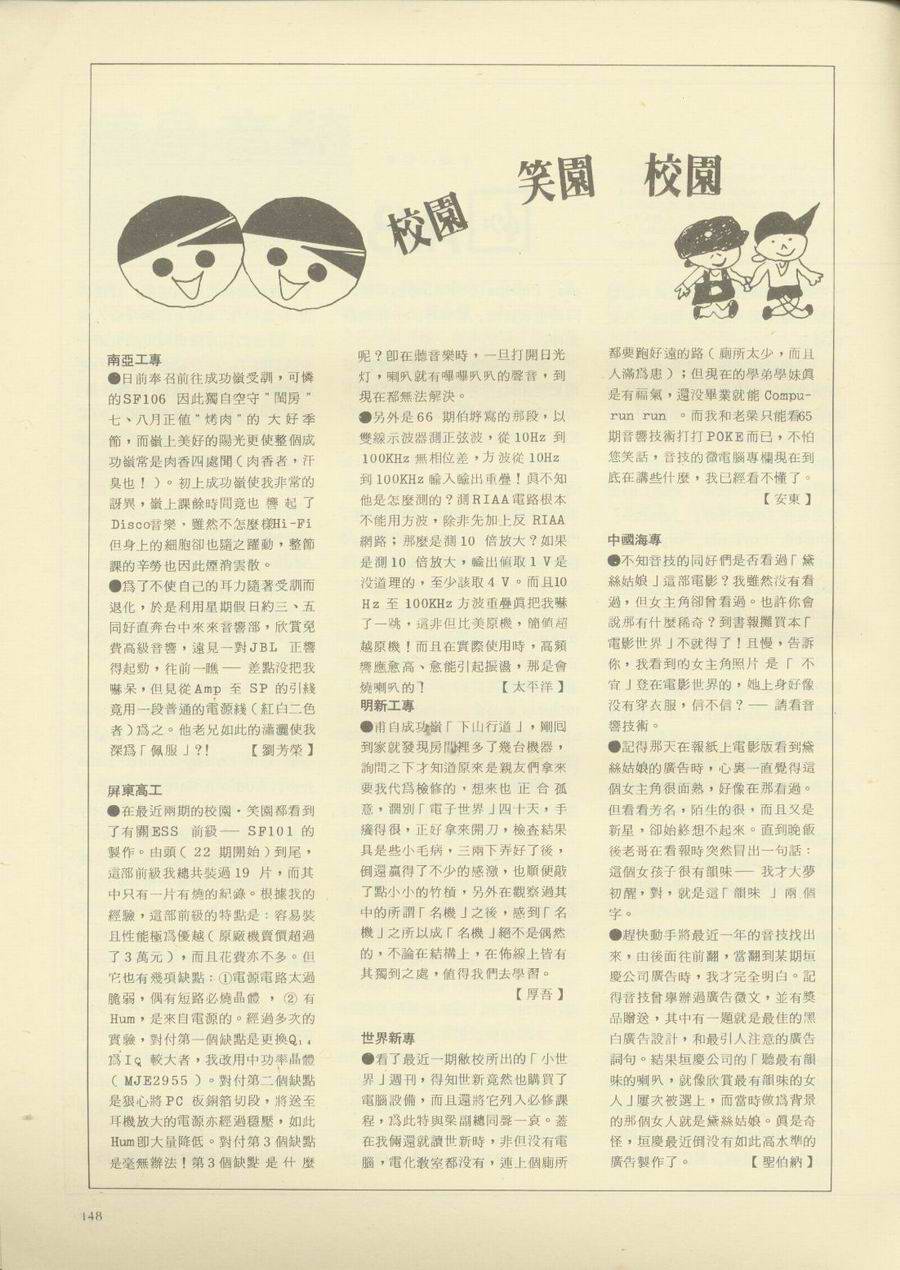 校園 笑園 校園
南亞工專
●日前奉召前往成功嶺受訓,可憐
的SF106 因此獨自空守"閨房"
七、八月正値"烤肉"的 大 好 季
節,而嶺上美好的陽光更使整個成
功嶺常是肉香四處聞(肉香者,汗
臭也!)。初上成功嶺使我非常的
訝異,嶺上課餘時間竟也 響 起 了
Disco音樂,雖然不怎麼樣Hi-Fi
但身上的細胞卻也隨之躍動,整節
課的辛勞也因此煙消雲散。
●爲了不使自己的耳力隨著受訓而
退化,於是利用星期假日約三、五
同好直奔台中來來音響部,欣賞免
費高級音響,遠見一對JBL 正響
得起勁,往前一瞧 — 差點没把我
嚇呆,但見從Amp 至 SP 的引綫
竟用一段普通的電源綫(紅白二色
者)爲之。他老兄如此的瀟灑使我
深爲「佩服」?! 【劉芳榮】
屏東高工
●在最近兩期的校園・笑園都看到
了有關ESS 前級 — SF101 的
製作。由頭(22 期開始)到尾,
這部前級我總共裝過19 片,而其
中只有一片有燒的紀錄。根據我的
經驗,這部前級的特點是:容易裝
且性能極爲優越(原廠機賣價超過
了3萬元),而且花費亦不多。但
它也有幾項缺點:①電源電路太過
脆弱,偶有短路必燒晶體 ,② 有
Hum,是來自電源的。經過多次的
實驗,對付第一個缺點是更換Q₁₄
爲IQ 較大者,我改用中功率晶體
(MJE2955)。對付第二個缺點
是狠心將PC 板銅箔切段,將送至
耳機放大的電源亦經過穩壓,如此
Hum卽大量降低。對付第3個缺點
是毫無辦法!第3個缺點 是 什 麼
呢?卽在聽音樂時,一旦打開日光
灯,喇叭就有嗶嗶叭叭的聲音,到
現在都無法解決。
●另外是66 期伯墀寫的那段,以
雙線示波器測正弦波,從10Hz 到
100KHz 無相位差,方波從10Hz
到100KHz 輸入輸出重疊!眞不知
他是怎麼測的?測RIAA電路根本
不能用方波,除非先加上反 RIAA
網路;那麼是測10 倍放大?如果
是測10 倍放大,輸出値取1V是
没道理的,至少該取4V。而且10
Hz 至 100KHz 方波重疊眞把我嚇
了一跳,這非但比美原機,簡値超
越原機!而且在實際使用時,高頻
響應愈高、愈能引起振盪,那是會
燒喇叭的! 【太平洋】
明新工專
●甫自成功嶺「下山行道」,剛囘
到家就發現房間裡多了幾台機器,
詢問之下才知道原來是親友們拿來
要我代爲檢修的,想來也 正 合 孤
意,個別「電子世界」四十天,手
癢得很,正好拿來開刀,檢查結果
具是些小毛病,三兩下弄好了後,
倒還贏得了不少的感激,也順便敲
了點小小的竹槓,另外在觀察過其
中的所謂「名機」之後,感到「名
機」之所以成「名機」絕不是偶然
的,不論在結構上,在佈線上皆有
其獨到之處,値得我們去學習。
【厚吾】
世界新專
●看了最近一期敝校所出的「小世
界」週刊,得知世新竟然也購買了
電腦設備,而且還將它列入必修課
程,爲此特與梁副總同聲一哀。蓋
在我倆還就讀世新時,非但没有電
腦,電化敎室都没有,連上個廁所
都要跑好遠的路(廁所太少,而且
人滿爲患);但現在的學弟學妹眞
是有福氣,還没畢業就能 Compu-
run run 。而我和老梁只能看65
期音響技術打打POKE而已,不怕
您笑話,音技的微電腦專欄現在到
底在講些什麼,我已經看不懂了。
【安東】
中國海專
●不知音技的同好們是否看過「黛
絲姑娘」這部電影?我雖然没有看
過,但女主角卻曾看過。也許你會
說那有什麼稀奇?到書報攤買本「
電影世界」不就得了!且慢,告訴
你,我看到的女主角照片 是「 不
宜」登在電影世界的,她上身好像
没有穿衣服,信不信? — 請看音
響技術。
●記得那天在報紙上電影版看到黛
絲姑娘的廣告時,心裏一直覺得這
個女主角很面熟,好像在那看過。
但看看芳名,陌生的很,而且又是
新星,卻始終想不起來。直到晚飯
後老哥在看報時突然冒出一句話:
這個女孩子很有韻味 — 我才大夢
初醒,對,就是這「 韻味 」兩 個
字。
●趕快動手將最近一年的音技找出
來,由後面往前翻,當翻到某期垣
慶公司廣告時,我才完全明白。記
得音技曾舉辦過廣告徵文,並有獎
品贈送,其中有一題就是最佳的黑
白廣告設計,和最引人注意的廣告
詞句。結果垣慶公司的「聽最有韻
味的喇叭,就像欣賞最有韻味的女
人」屢次被選上,而當時做爲背景
的那個女人就是黛絲姑娘。眞是奇
怪,垣慶最近倒没有如此高水準的
廣告製作了。 【聖伯納】
148